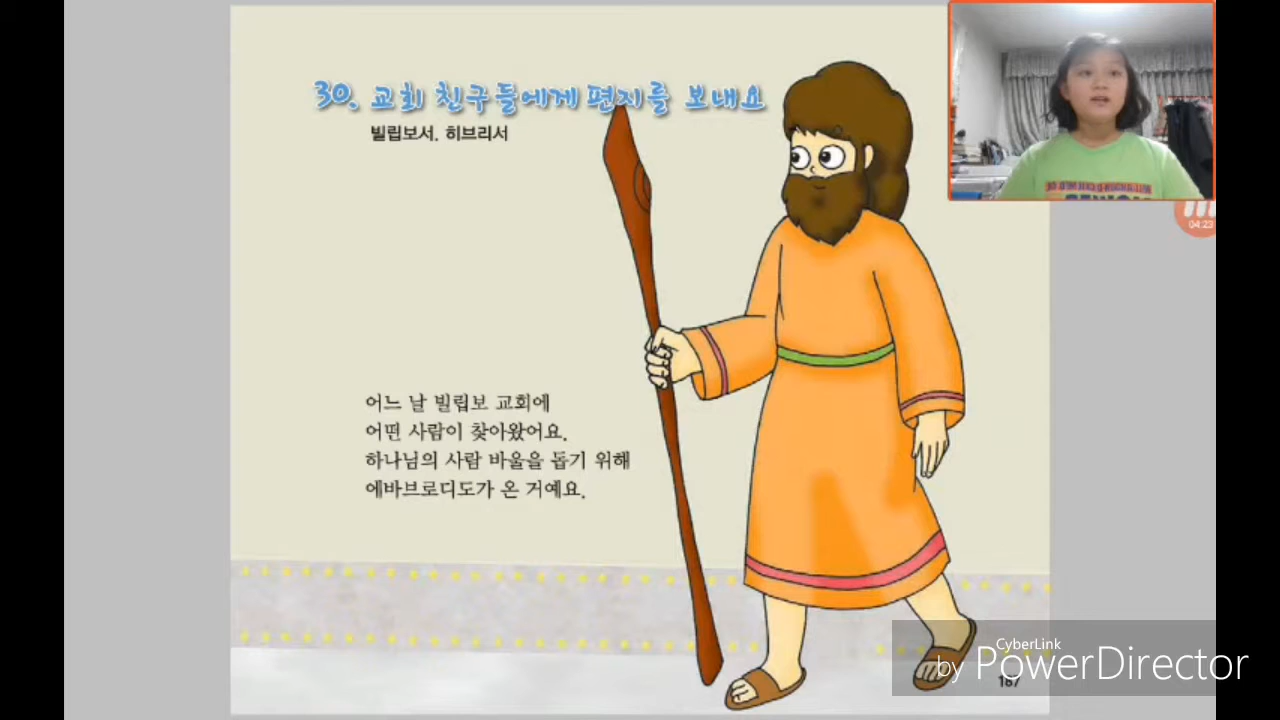 30. 교회 친구들에게 편지를 보내요
빌립보서, 히브리서
어느 날 빌립보 교회에
어떤 사람이 찾아왔어요.
하나님의 사람 바울을 돕기 위해
에바브로디도가 온 거예요.
04:23
CyberLink
by PowerDirector
187